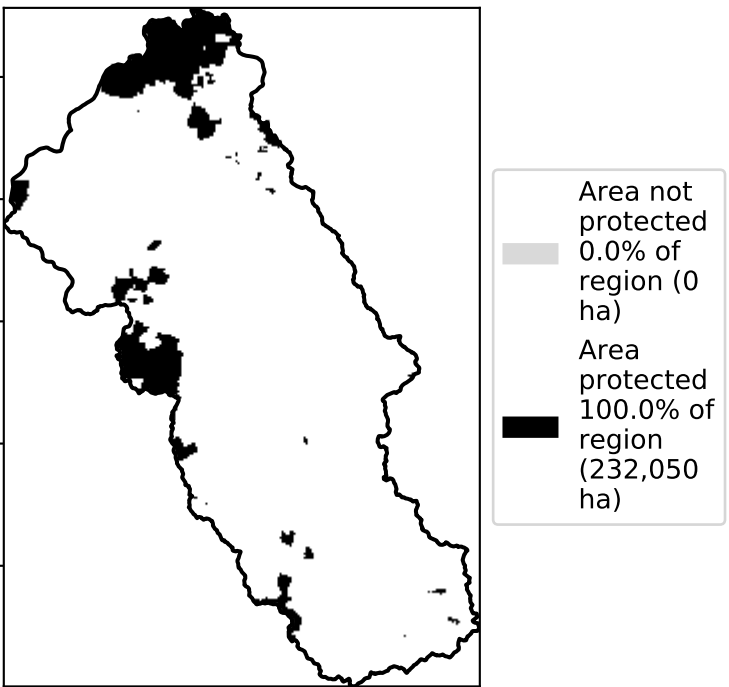 Area not
protected
0.0% of
region (0
ha)
Area
protected
100.0% of
region
(232,050
ha)